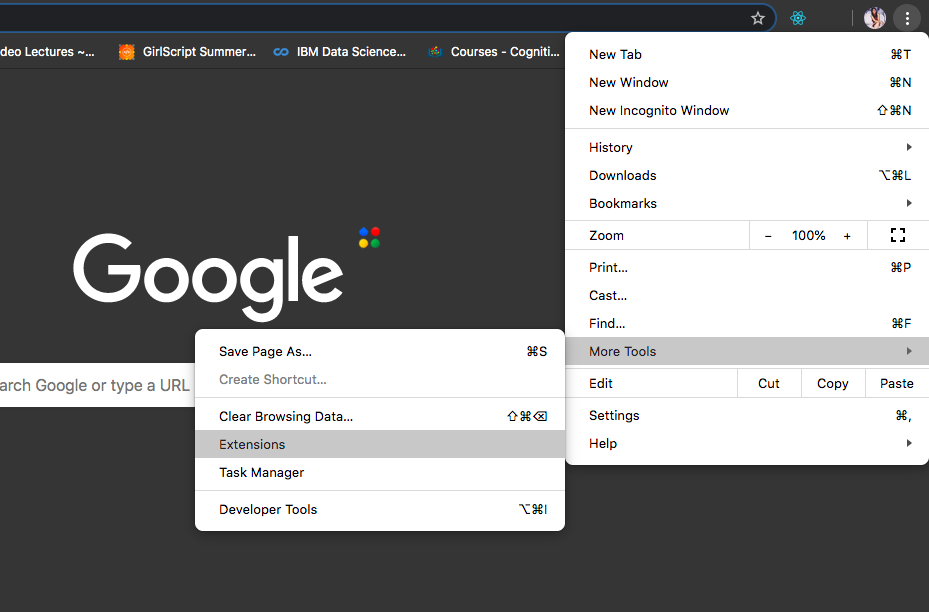 deo Lectures ~...
GirlScript Summer...
IBM Data Science...
Courses - Cogniti...
New Tab ⌘T
New Window ⌘N
New Incognito Window ⇧⌘N
History
Downloads ⌥⌘L
Bookmarks
Zoom − 100% +
Print... ⌘P
Cast...
Find... ⌘F
More Tools
Edit Cut Copy Paste
Settings ⌘,
Help
Google
arch Google or type a URL
Save Page As... ⌘S
Create Shortcut...
Clear Browsing Data... ⇧⌘⌫
Extensions
Task Manager
Developer Tools ⌥⌘I